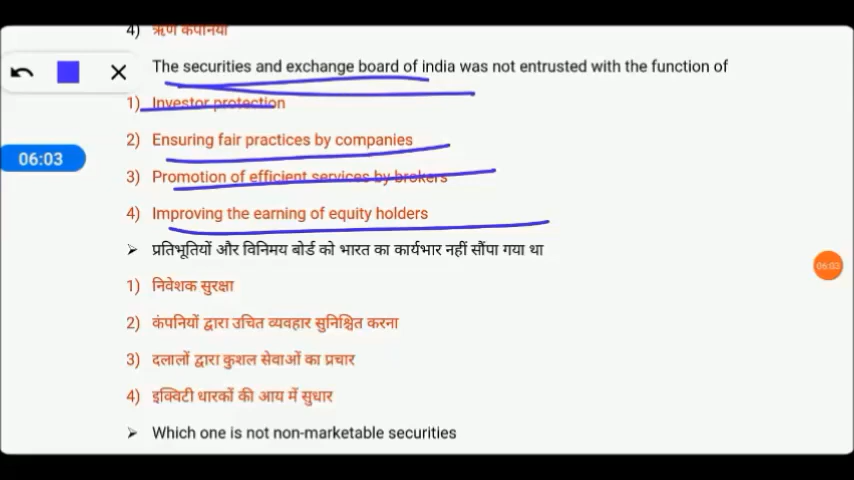 4) ऋण कंपनियां
The securities and exchange board of india was not entrusted with the function of
1) Investor protection
2) Ensuring fair practices by companies
06:03
3) Promotion of efficient services by brokers
4) Improving the earning of equity holders
➢ प्रतिभूतियों और विनिमय बोर्ड को भारत का कार्यभार नहीं सौंपा गया था
06:03
1) निवेशक सुरक्षा
2) कंपनियों द्वारा उचित व्यवहार सुनिश्चित करना
3) दलालों द्वारा कुशल सेवाओं का प्रचार
4) इक्विटी धारकों की आय में सुधार
➢ Which one is not non-marketable securities